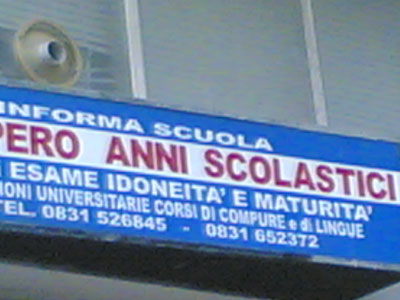 INFORMA SCUOLA
PERO ANNI SCOLASTICI
ESAME IDONEITA' E MATURITA'
IONI UNIVERSITARIE CORSI DI COMPURE e di LINGUE
TEL. 0831 526845 - 0831 652372